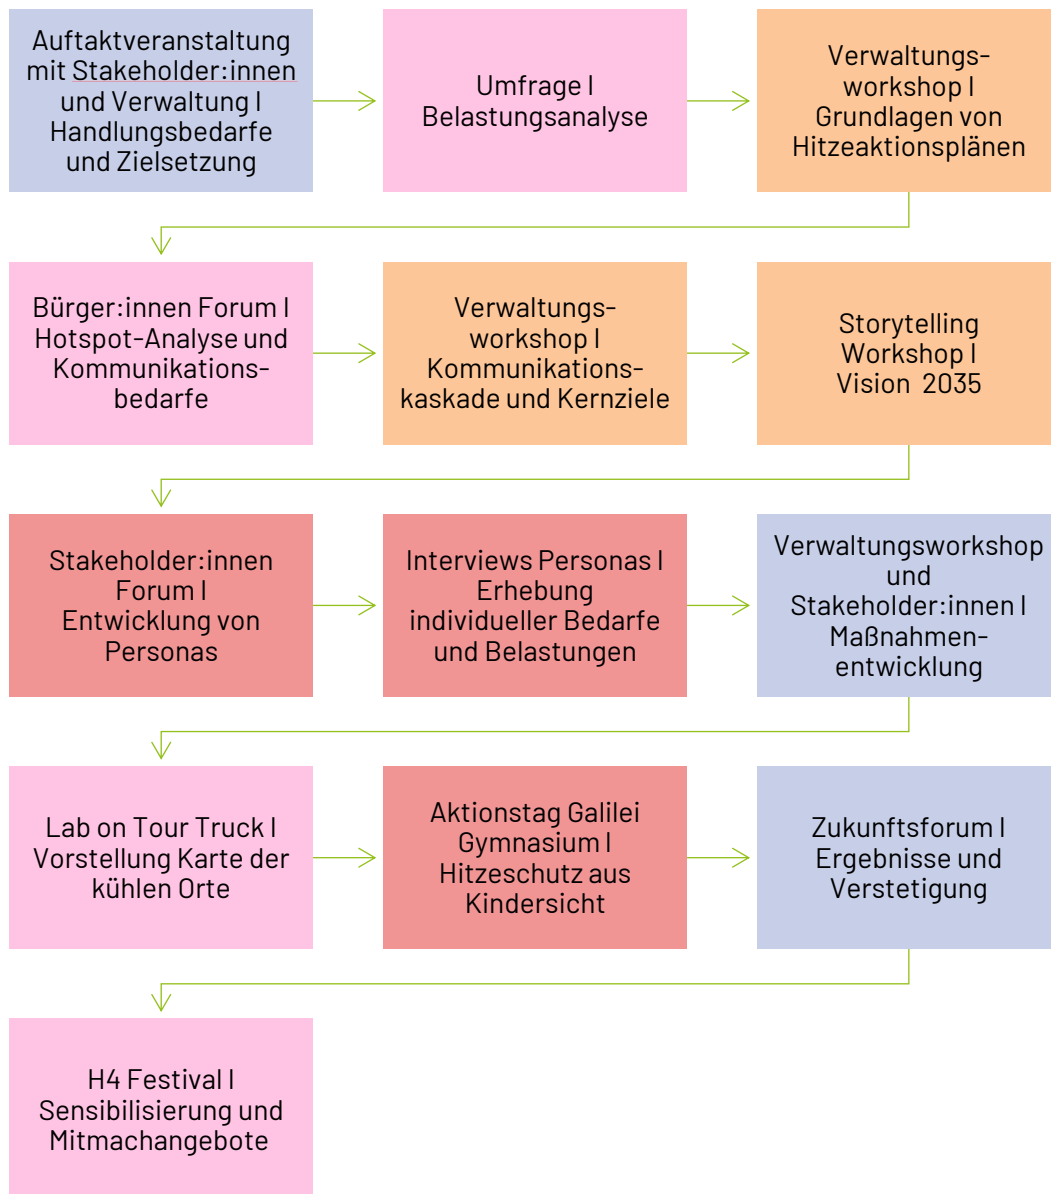 Auftaktveranstaltung
mit Stakeholder:innen
und Verwaltung I
Handlungsbedarfe
und Zielsetzung
Umfrage I
Belastungsanalyse
Verwaltungs-
workshop I
Grundlagen von
Hitzeaktionsplänen
Bürger:innen Forum I
Hotspot-Analyse und
Kommunikations-
bedarfe
Verwaltungs-
workshop I
Kommunikations-
kaskade und Kernziele
Storytelling
Workshop I
Vision 2035
Stakeholder:innen
Forum I
Entwicklung von
Personas
Interviews Personas I
Erhebung
individueller Bedarfe
und Belastungen
Verwaltungsworkshop
und
Stakeholder:innen I
Maßnahmen-
entwicklung
Lab on Tour Truck I
Vorstellung Karte der
kühlen Orte
Aktionstag Galilei
Gymnasium I
Hitzeschutz aus
Kindersicht
Zukunftsforum I
Ergebnisse und
Verstetigung
H4 Festival I
Sensibilisierung und
Mitmachangebote